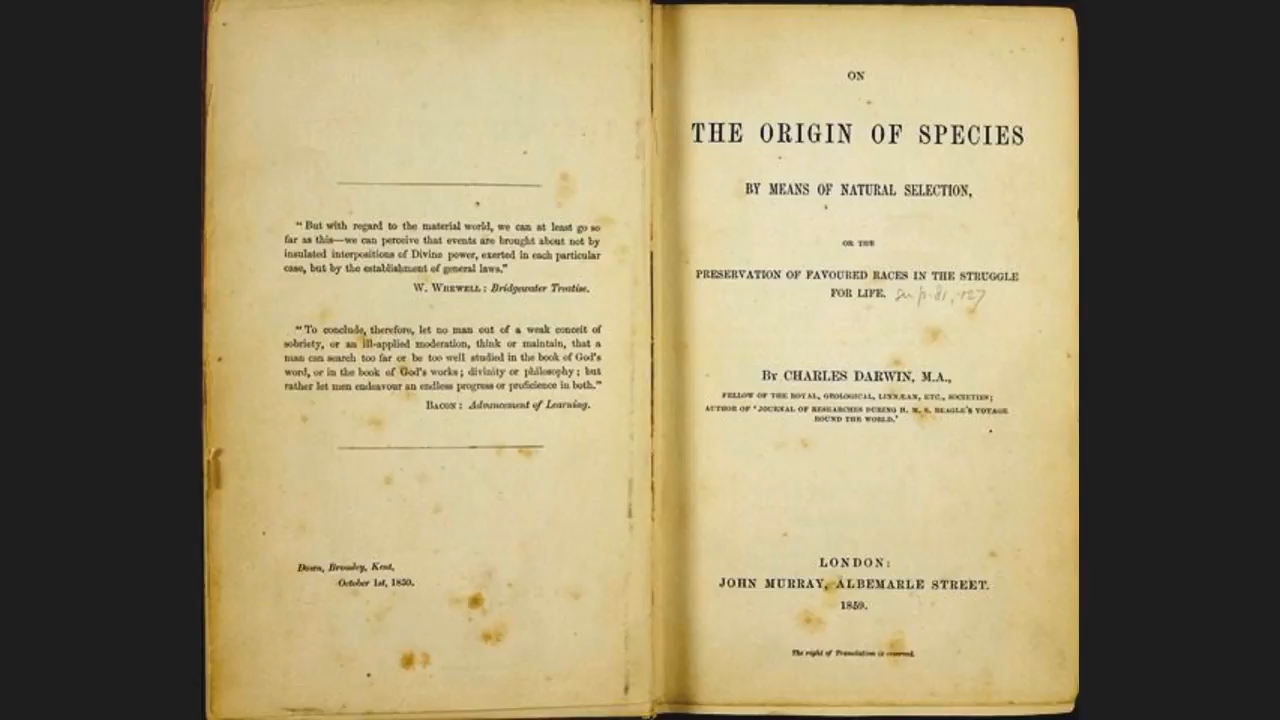 "But with regard to the material world, we can at least go so
far as this—we can perceive that events are brought about not by
insulated interpositions of Divine power, exerted in each particular
case, but by the establishment of general laws."
W. WHEWELL: Bridgewater Treatise.
"To conclude, therefore, let no man out of a weak conceit of
sobriety, or an ill-applied moderation, think or maintain, that a
man can search too far or be too well studied in the book of God's
word, or in the book of God's works; divinity or philosophy; but
rather let men endeavour an endless progress or proficience in both."
BACON: Advancement of Learning.
Down, Bromley, Kent,
October 1st, 1859.
ON
THE ORIGIN OF SPECIES
BY MEANS OF NATURAL SELECTION,
OR THE
PRESERVATION OF FAVOURED RACES IN THE STRUGGLE
FOR LIFE.
BY CHARLES DARWIN, M.A.,
FELLOW OF THE ROYAL, GEOLOGICAL, LINNÆAN, ETC., SOCIETIES;
AUTHOR OF 'JOURNAL OF RESEARCHES DURING H. M. S. BEAGLE'S VOYAGE
ROUND THE WORLD.'
LONDON:
JOHN MURRAY, ALBEMARLE STREET.
1859.
The right of Translation is reserved.